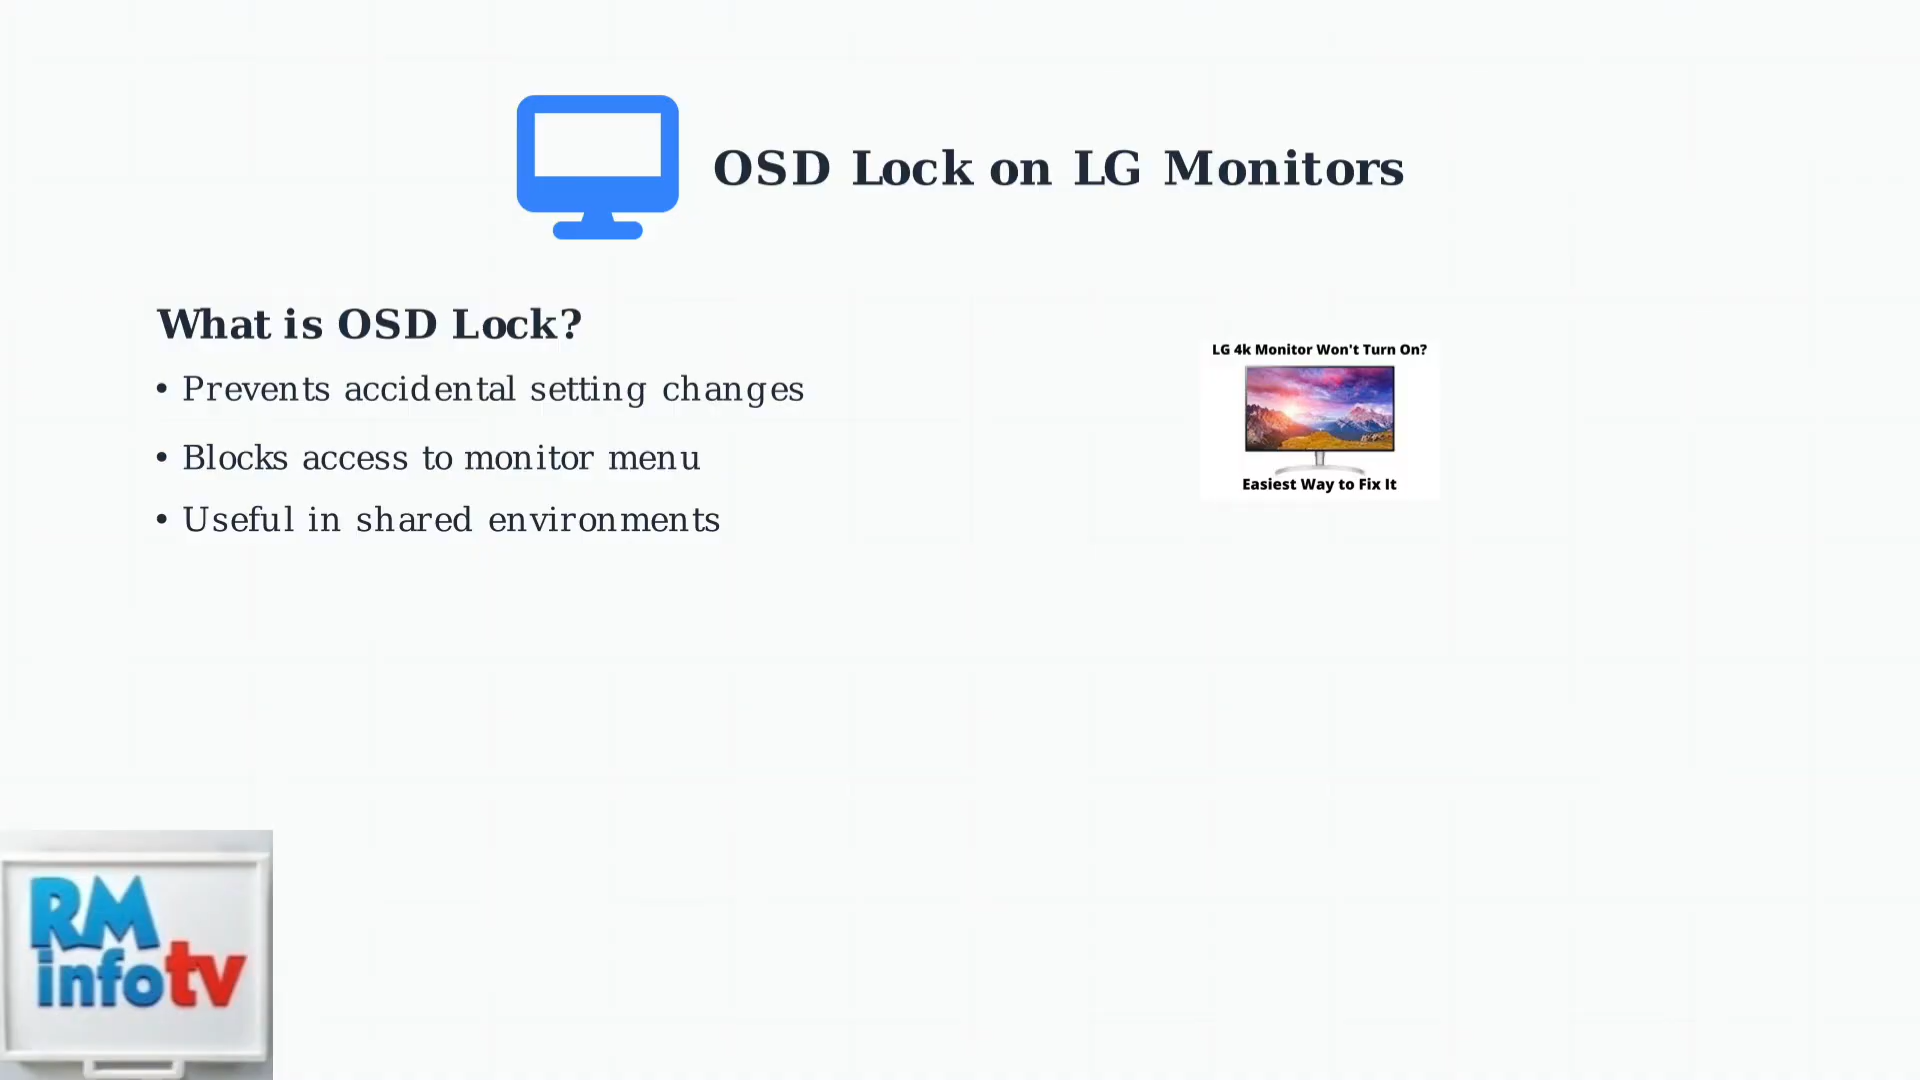 OSD Lock on LG Monitors
What is OSD Lock?
• Prevents accidental setting changes
• Blocks access to monitor menu
• Useful in shared environments
LG 4k Monitor Won't Turn On?
Easiest Way to Fix It
RM
infotv